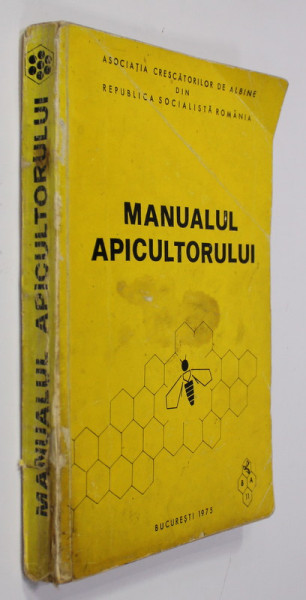 ASOCIAȚIA CRESCĂTORILOR DE ALBINE
DIN
REPUBLICA SOCIALISTĂ ROMÂNIA
MANUALUL
APICULTORULUI
B A
BUCUREȘTI 1975
MANUALUL APICULTORULUI